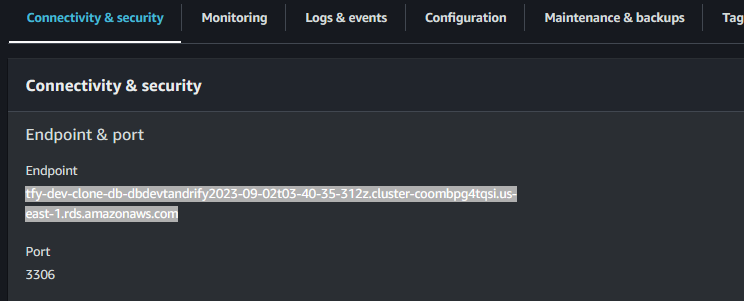 Connectivity & security Monitoring Logs & events Configuration Maintenance & backups Tag
Connectivity & security
Endpoint & port
Endpoint
tfy-dev-clone-db-dbdevtandrify2023-09-02t03-40-35-312z.cluster-coombpg4tqsi.us-
east-1.rds.amazonaws.com
Port
3306